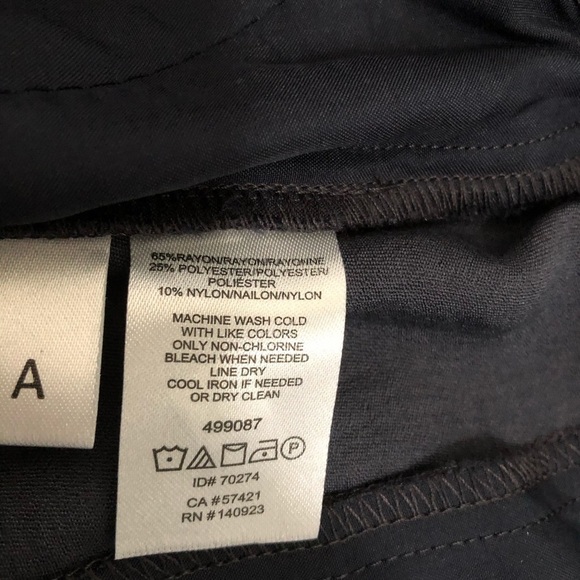 A
65%RAYON/RAYON/RAYONNE
25% POLYESTER/POLYESTER/
POLIÉSTER
10% NYLON/NAILON/NYLON
MACHINE WASH COLD
WITH LIKE COLORS
ONLY NON-CHLORINE
BLEACH WHEN NEEDED
LINE DRY
COOL IRON IF NEEDED
OR DRY CLEAN
499087
P
ID# 70274
CA #57421
RN #140923